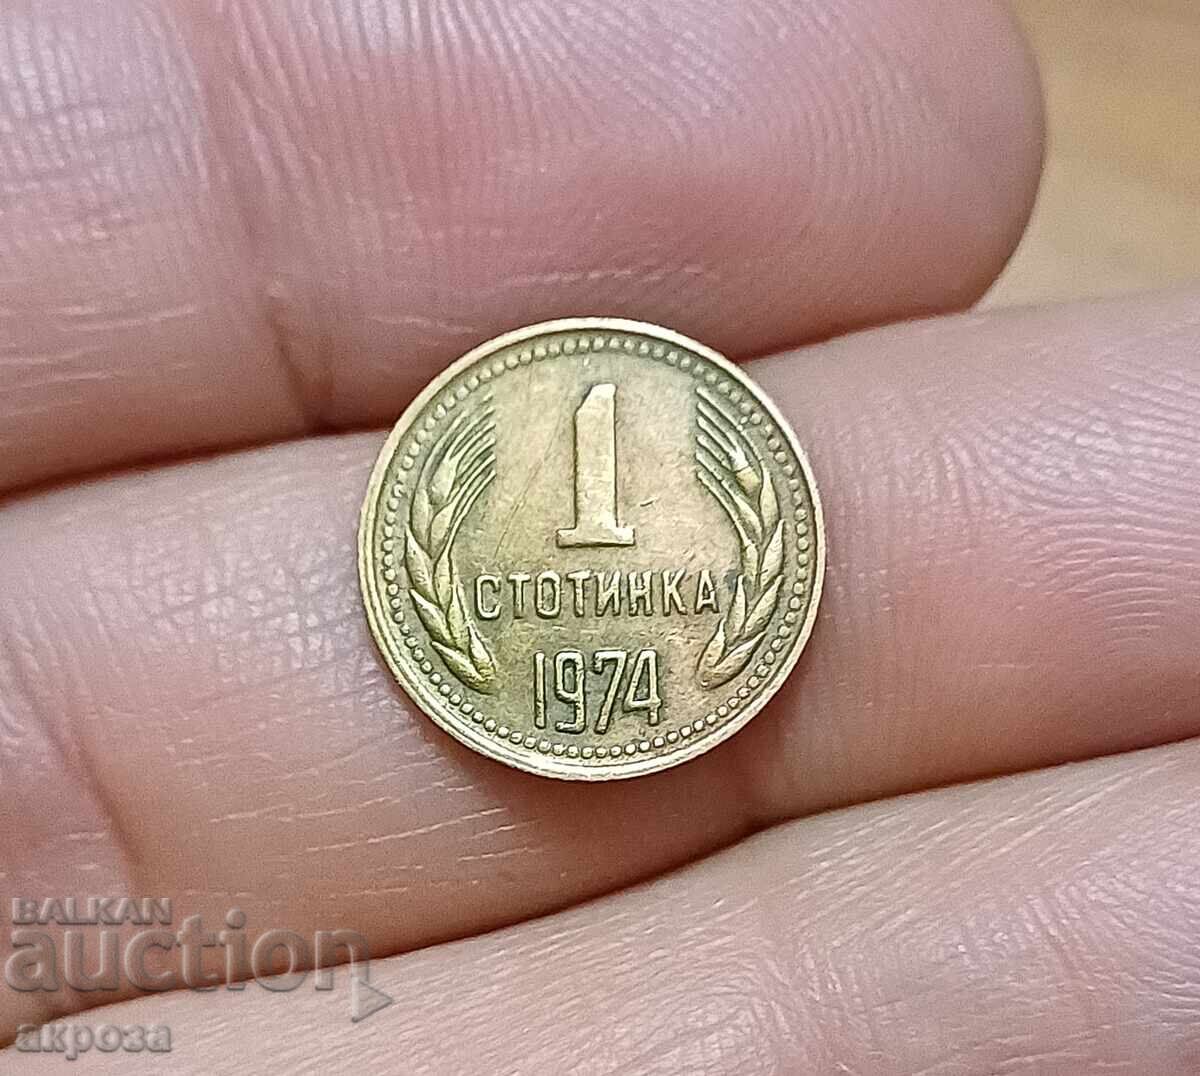 1
СТОТИНКА
1974
BALKAN
auction
акроза